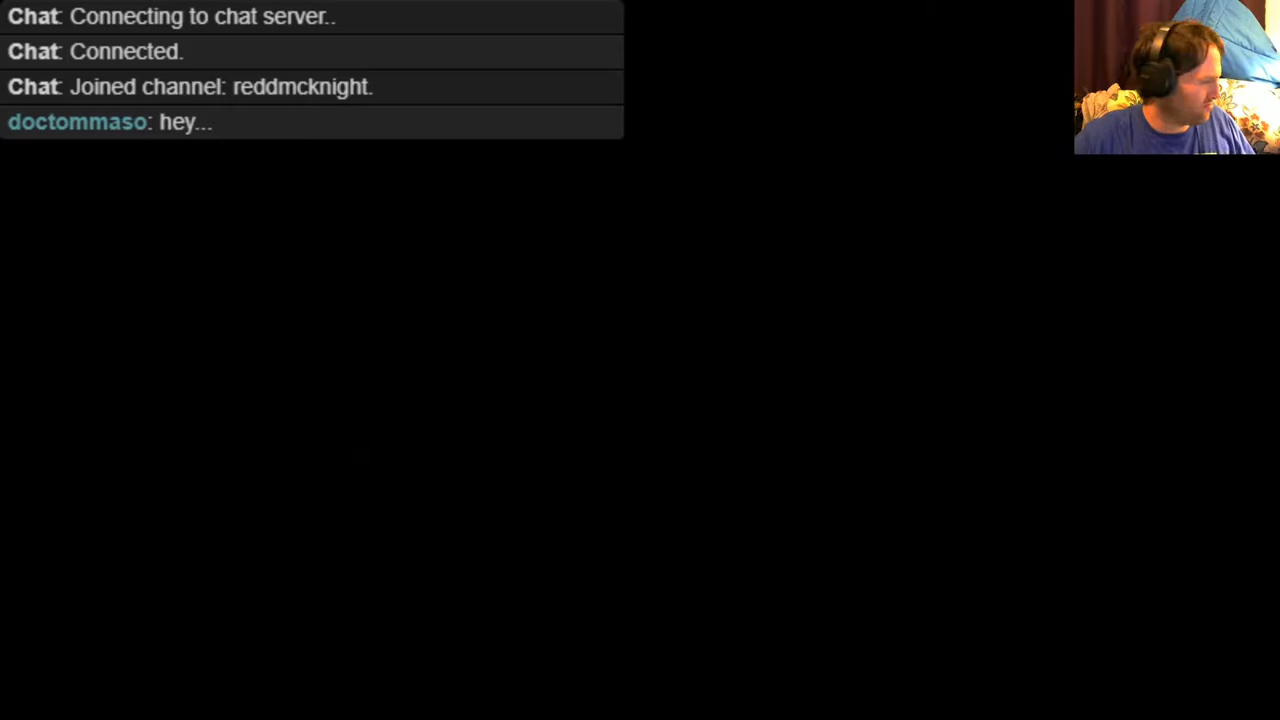 Chat: Connecting to chat server..
Chat: Connected.
Chat: Joined channel: reddmcknight.
doctommaso: hey...